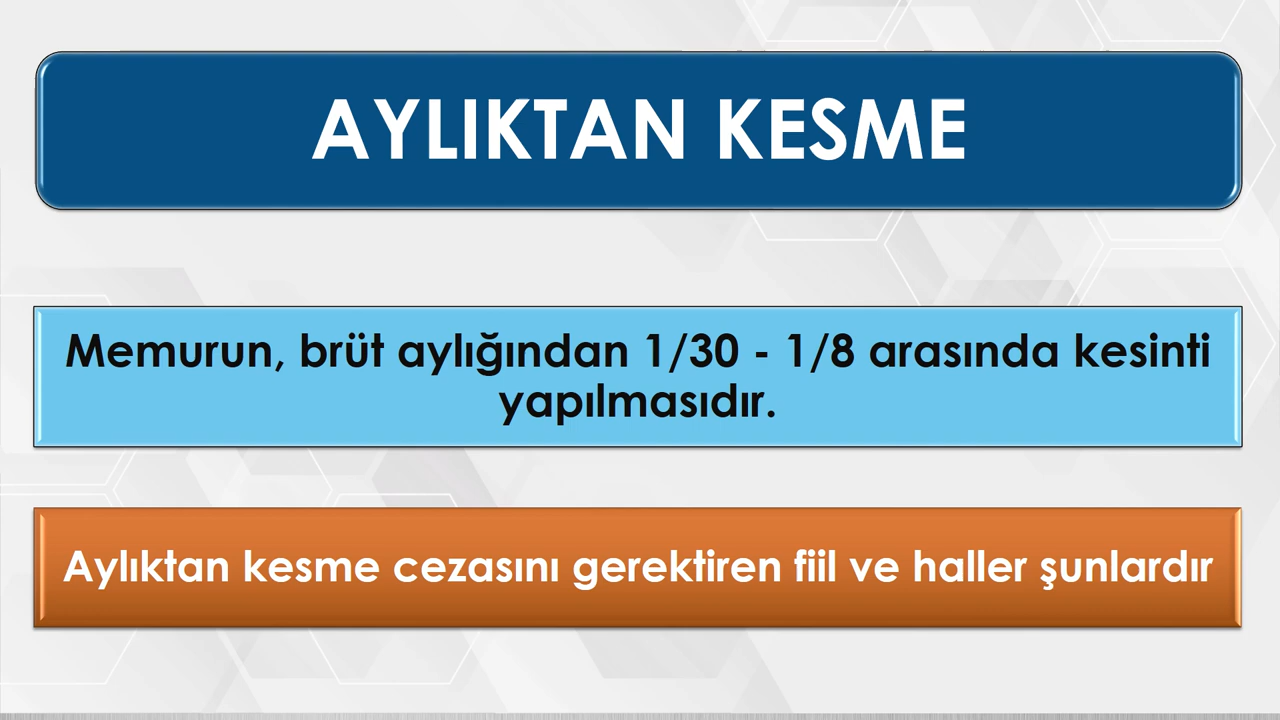 AYLIKTAN KESME
Memurun, brüt aylığından 1/30 - 1/8 arasında kesinti
yapılmasıdır.
Aylıktan kesme cezasını gerektiren fiil ve haller şunlardır